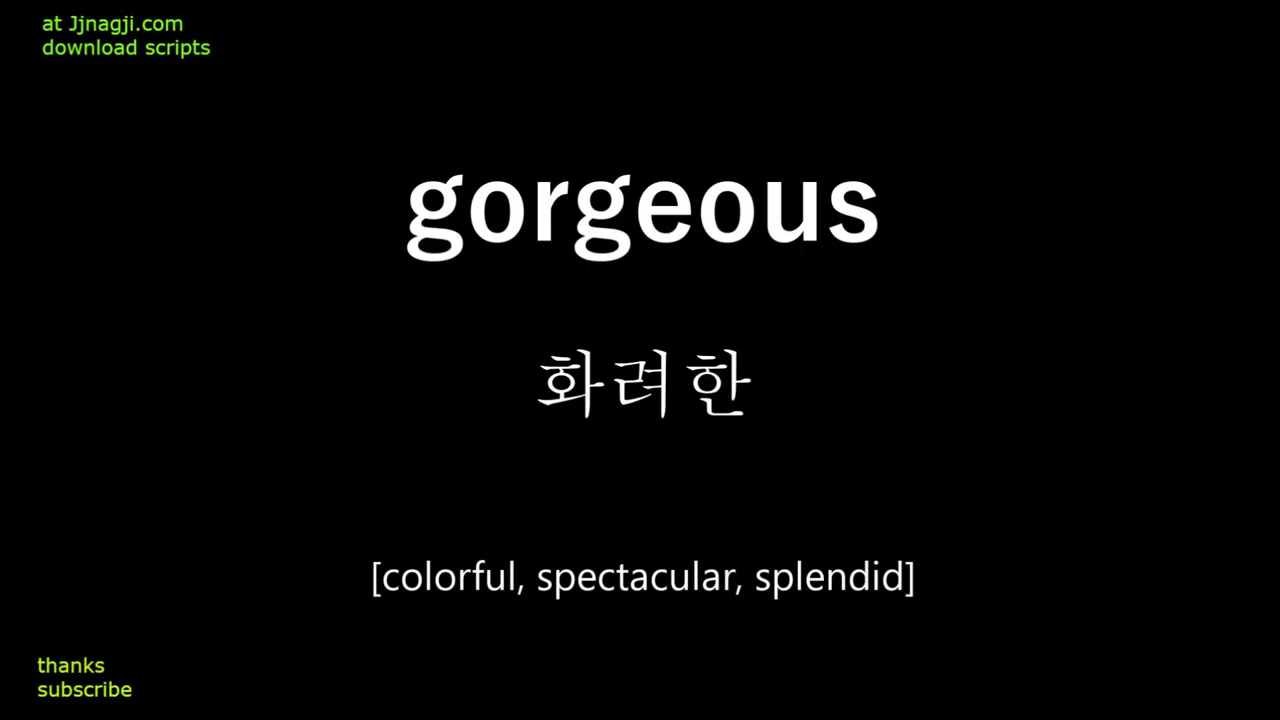 at Jjnagji.com
download scripts
gorgeous
화려한
[colorful, spectacular, splendid]
thanks
subscribe